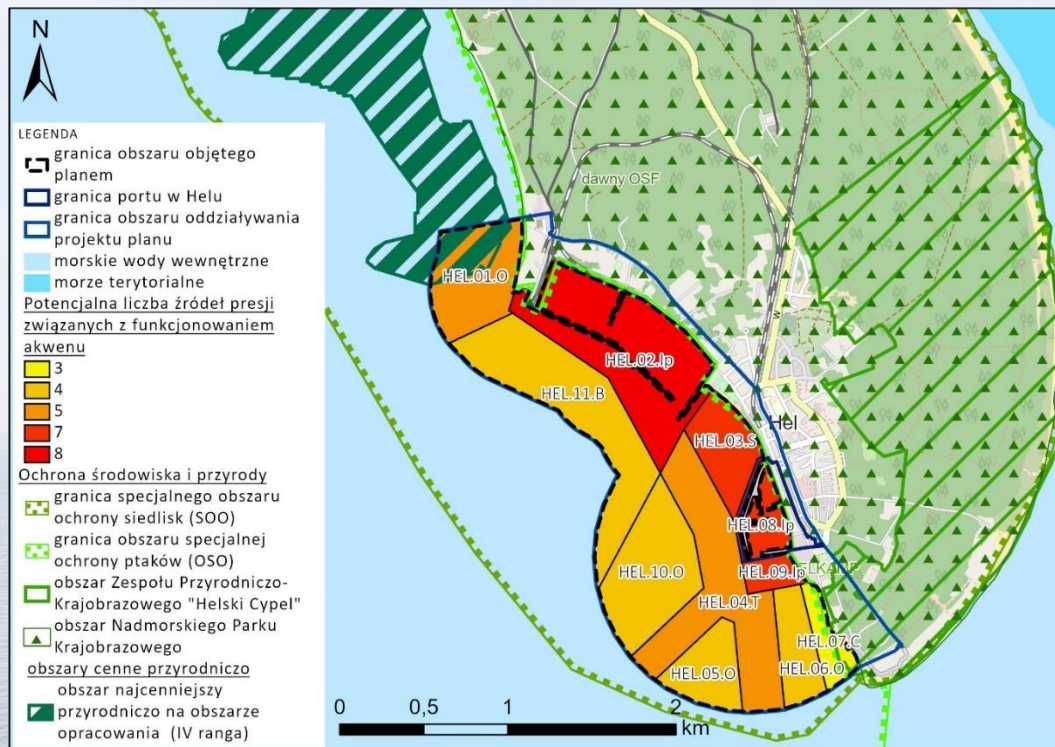 N
LEGENDA
granica obszaru objętego
planem
granica portu w Helu
granica obszaru oddziaływania
projektu planu
morskie wody wewnętrzne
morze terytorialne
Potencjalna liczba źródeł presji
związanych z funkcjonowaniem
akwenu
3
4
5
7
8
Ochrona środowiska i przyrody
granica specjalnego obszaru
ochrony siedlisk (SOO)
granica obszaru specjalnej
ochrony ptaków (OSO)
obszar Zespołu Przyrodniczo-
Krajobrazowego "Helski Cypel"
obszar Nadmorskiego Parku
Krajobrazowego
obszary cenne przyrodniczo
obszar najcenniejszy
przyrodniczo na obszarze
opracowania (IV ranga)
dawny OSF
HEL.01.O
HEL.02.Ip
HEL.11.B
HEL.03.S
Hel
HEL.08.Ip
HEL.09.Ip
HEL.10.O
HEL.04.T
HEL.07.C
HEL.05.O
HEL.06.O
0 0,5 1 2
km